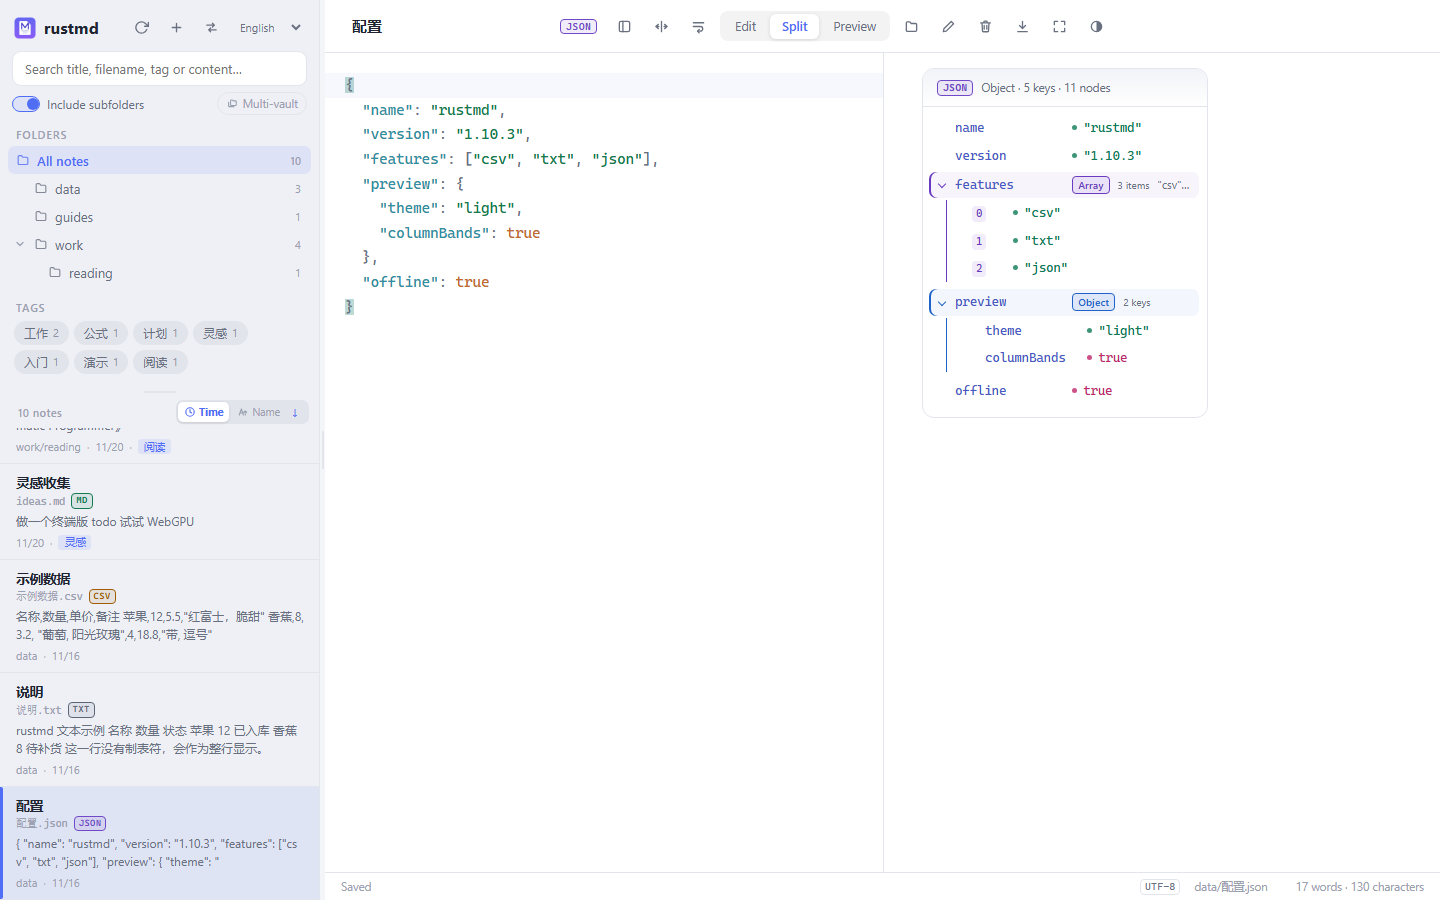 rustmd
English
Search title, filename, tag or content...
Include subfolders
Multi-vault
FOLDERS
All notes 10
data 3
guides 1
work 4
reading 1
TAGS
工作 2 公式 1 计划 1 灵感 1
入门 1 演示 1 阅读 1
10 notes Time Name ↓
work/reading · 11/20 · 阅读
灵感收集
ideas.md MD
做一个终端版 todo 试试 WebGPU
11/20 · 灵感
示例数据
示例数据.csv CSV
名称,数量,单价,备注 苹果,12,5.5,"红富士，脆甜" 香蕉,8,
3.2, "葡萄, 阳光玫瑰",4,18.8,"带, 逗号"
data · 11/16
说明
说明.txt TXT
rustmd 文本示例 名称 数量 状态 苹果 12 已入库 香蕉
8 待补货 这一行没有制表符，会作为整行显示。
data · 11/16
配置
配置.json JSON
{ "name": "rustmd", "version": "1.10.3", "features": ["cs
v", "txt", "json"], "preview": { "theme": "
data · 11/16
配置
JSON
Edit Split Preview
{
"name": "rustmd",
"version": "1.10.3",
"features": ["csv", "txt", "json"],
"preview": {
"theme": "light",
"columnBands": true
},
"offline": true
}
JSON Object · 5 keys · 11 nodes
name "rustmd"
version "1.10.3"
features Array 3 items "csv"…
0 "csv"
1 "txt"
2 "json"
preview Object 2 keys
theme "light"
columnBands true
offline true
Saved
UTF-8 data/配置.json 17 words · 130 characters